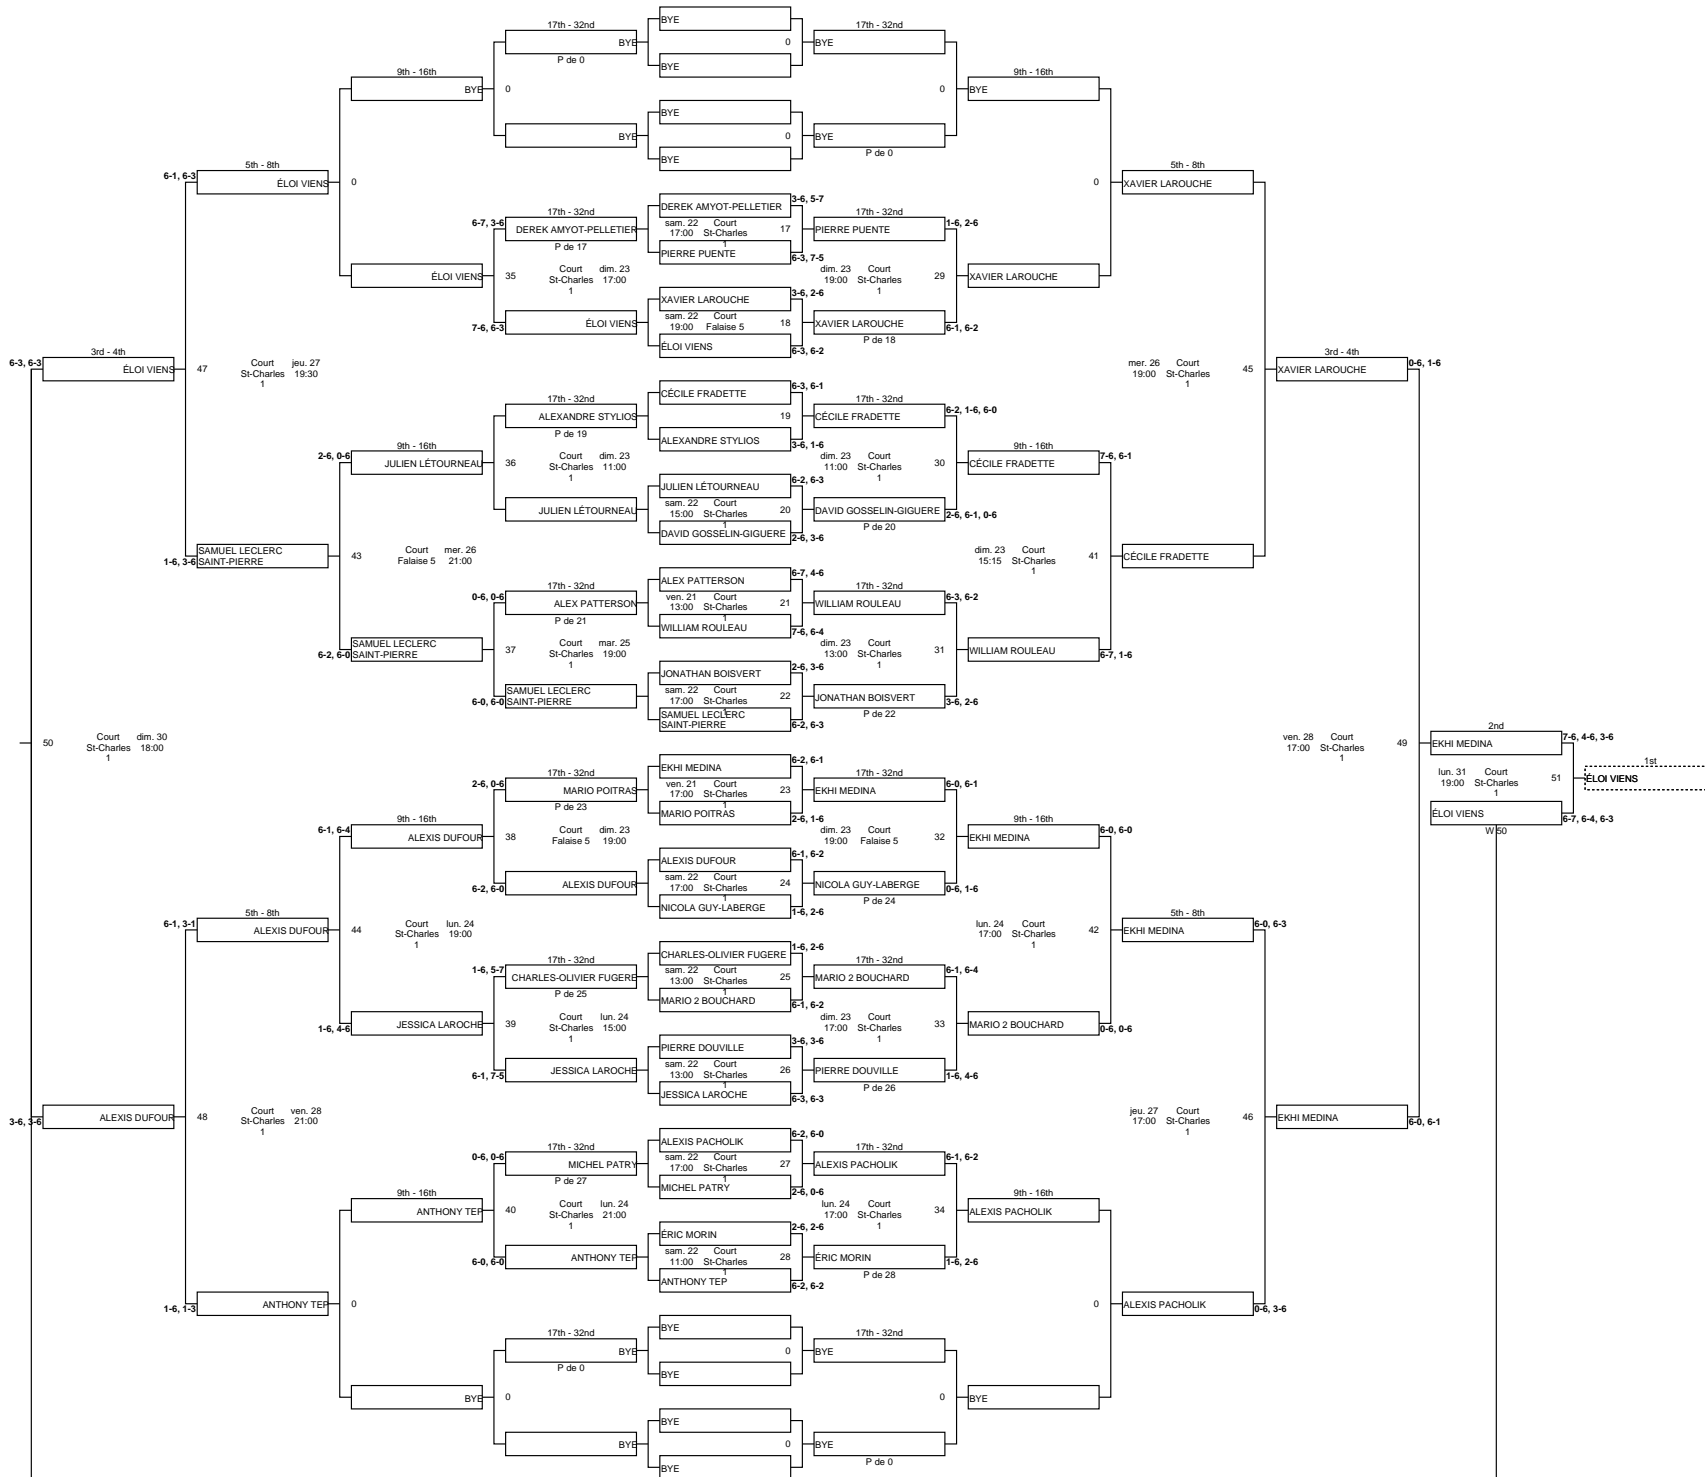 BYE
17th - 32nd
17th - 32nd
BYE
0
BYE
P de 0
BYE
9th - 16th
9th - 16th
BYE
0
0
BYE
BYE
BYE
0
BYE
BYE
P de 0
5th - 8th
5th - 8th
6-1, 6-3
ÉLOI VIENS
0
0
XAVIER LAROUCHE
3-6, 5-7
DEREK AMYOT-PELLETIER
17th - 32nd
17th - 32nd
6-7, 3-6
sam. 22 Court
1-6, 2-6
DEREK AMYOT-PELLETIER
17:00 St-Charles
17
PIERRE PUENTE
1
P de 17
PIERRE PUENTE
6-3, 7-5
ÉLOI VIENS
35
Court dim. 23
St-Charles 17:00
1
dim. 23 Court
19:00 St-Charles
1
29
XAVIER LAROUCHE
XAVIER LAROUCHE
3-6, 2-6
sam. 22 Court
19:00 Falaise 5
18
ÉLOI VIENS
XAVIER LAROUCHE
7-6, 6-3
6-1, 6-2
P de 18
ÉLOI VIENS
6-3, 6-2
3rd - 4th
3rd - 4th
6-3, 6-3
ÉLOI VIENS
47
Court jeu. 27
St-Charles 19:30
1
mer. 26 Court
19:00 St-Charles
1
45
XAVIER LAROUCHE
0-6, 1-6
CÉCILE FRADETTE
6-3, 6-1
17th - 32nd
17th - 32nd
ALEXANDRE STYLIOS
19
CÉCILE FRADETTE
6-2, 1-6, 6-0
P de 19
ALEXANDRE STYLIOS
3-6, 1-6
9th - 16th
9th - 16th
2-6, 0-6
JULIEN LÉTOURNEAU
36
Court dim. 23
St-Charles 11:00
1
dim. 23 Court
11:00 St-Charles
1
30
CÉCILE FRADETTE
7-6, 6-1
JULIEN LÉTOURNEAU
6-2, 6-3
sam. 22 Court
15:00 St-Charles
1
20
JULIEN LÉTOURNEAU
DAVID GOSSELIN-GIGUERE
2-6, 6-1, 0-6
P de 20
DAVID GOSSELIN-GIGUERE
2-6, 3-6
1-6, 3-6
SAMUEL LECLERC
SAINT-PIERRE
43
Court mer. 26
Falaise 5 21:00
dim. 23 Court
15:15 St-Charles
1
41
CÉCILE FRADETTE
ALEX PATTERSON
6-7, 4-6
17th - 32nd
17th - 32nd
0-6, 0-6
ALEX PATTERSON
ven. 21 Court
13:00 St-Charles
1
21
WILLIAM ROULEAU
6-3, 6-2
P de 21
WILLIAM ROULEAU
7-6, 6-4
6-2, 6-0
SAMUEL LECLERC
SAINT-PIERRE
37
Court mar. 25
St-Charles 19:00
1
dim. 23 Court
13:00 St-Charles
1
31
WILLIAM ROULEAU
6-7, 1-6
JONATHAN BOISVERT
2-6, 3-6
6-0, 6-0
SAMUEL LECLERC
SAINT-PIERRE
sam. 22 Court
17:00 St-Charles
1
22
JONATHAN BOISVERT
3-6, 2-6
P de 22
SAMUEL LECLERC
SAINT-PIERRE
6-2, 6-3
50
Court dim. 30
St-Charles 18:00
1
ven. 28 Court
17:00 St-Charles
1
49
2nd
EKHI MEDINA
7-6, 4-6, 3-6
lun. 31 Court
19:00 St-Charles
1
51
1st
ÉLOI VIENS
ÉLOI VIENS
6-7, 6-4, 6-3
W 50
EKHI MEDINA
6-2, 6-1
17th - 32nd
17th - 32nd
2-6, 0-6
MARIO POITRAS
ven. 21 Court
17:00 St-Charles
1
23
EKHI MEDINA
6-0, 6-1
P de 23
MARIO POITRAS
2-6, 1-6
9th - 16th
9th - 16th
6-1, 6-4
ALEXIS DUFOUR
38
Court dim. 23
Falaise 5 19:00
dim. 23 Court
19:00 Falaise 5
32
EKHI MEDINA
6-0, 6-0
ALEXIS DUFOUR
6-1, 6-2
6-2, 6-0
ALEXIS DUFOUR
sam. 22 Court
17:00 St-Charles
1
24
NICOLA GUY-LABERGE
0-6, 1-6
P de 24
NICOLA GUY-LABERGE
1-6, 2-6
5th - 8th
5th - 8th
6-1, 3-1
ALEXIS DUFOUR
44
Court lun. 24
St-Charles 19:00
1
lun. 24 Court
17:00 St-Charles
1
42
EKHI MEDINA
6-0, 6-3
CHARLES-OLIVIER FUGERE
1-6, 2-6
17th - 32nd
17th - 32nd
1-6, 5-7
CHARLES-OLIVIER FUGERE
sam. 22 Court
13:00 St-Charles
1
25
MARIO 2 BOUCHARD
6-1, 6-4
P de 25
MARIO 2 BOUCHARD
6-1, 6-2
1-6, 4-6
JESSICA LAROCHE
39
Court lun. 24
St-Charles 15:00
1
dim. 23 Court
17:00 St-Charles
1
33
MARIO 2 BOUCHARD
0-6, 0-6
PIERRE DOUVILLE
3-6, 3-6
6-1, 7-5
JESSICA LAROCHE
sam. 22 Court
13:00 St-Charles
1
26
PIERRE DOUVILLE
1-6, 4-6
P de 26
JESSICA LAROCHE
6-3, 6-3
3-6, 3-6
ALEXIS DUFOUR
48
Court ven. 28
St-Charles 21:00
1
jeu. 27 Court
17:00 St-Charles
1
46
EKHI MEDINA
6-0, 6-1
ALEXIS PACHOLIK
6-2, 6-0
17th - 32nd
17th - 32nd
0-6, 0-6
MICHEL PATRY
sam. 22 Court
17:00 St-Charles
1
27
ALEXIS PACHOLIK
6-1, 6-2
P de 27
MICHEL PATRY
2-6, 0-6
9th - 16th
9th - 16th
ANTHONY TEP
40
Court lun. 24
St-Charles 21:00
1
lun. 24 Court
17:00 St-Charles
1
34
ALEXIS PACHOLIK
ÉRIC MORIN
2-6, 2-6
6-0, 6-0
ANTHONY TEP
sam. 22 Court
11:00 St-Charles
1
28
ÉRIC MORIN
1-6, 2-6
P de 28
ANTHONY TEP
6-2, 6-2
1-6, 1-3
ANTHONY TEP
0
0
ALEXIS PACHOLIK
0-6, 3-6
BYE
17th - 32nd
17th - 32nd
BYE
0
BYE
P de 0
BYE
BYE
0
0
BYE
BYE
BYE
0
BYE
P de 0
BYE